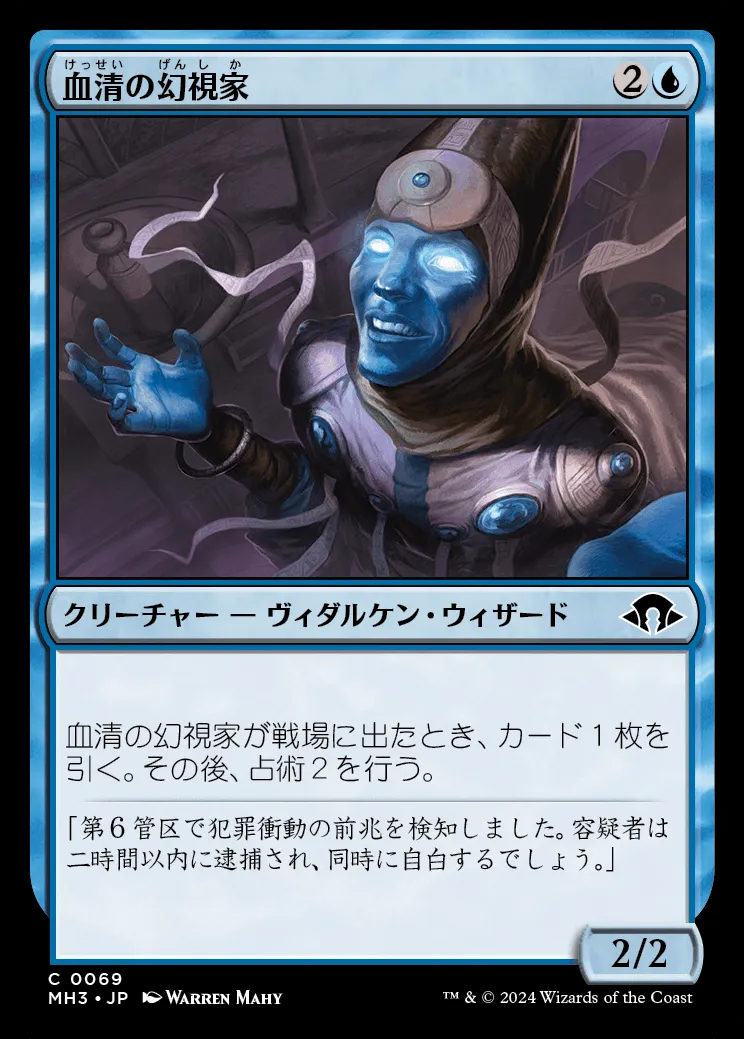 けっせい げんしか
血清の幻視家 2
クリーチャー — ヴィダルケン・ウィザード
血清の幻視家が戦場に出たとき、カード1枚を
引く。その後、占術2を行う。
「第6管区で犯罪衝動の前兆を検知しました。容疑者は
二時間以内に逮捕され、同時に自白するでしょう。」
2/2
C 0069
MH3 • JP Warren Mahy
™ & © 2024 Wizards of the Coast